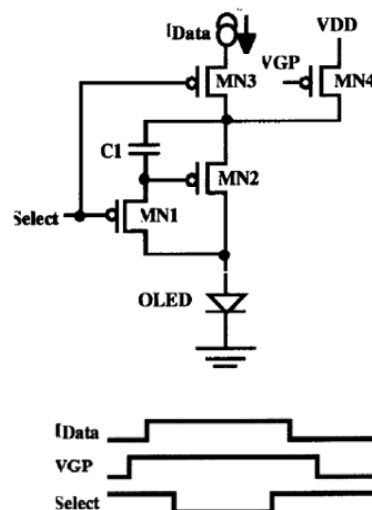 IData
VDD
MN3
VGP
MN4
C1
MN2
Select
MN1
OLED
IData
VGP
Select